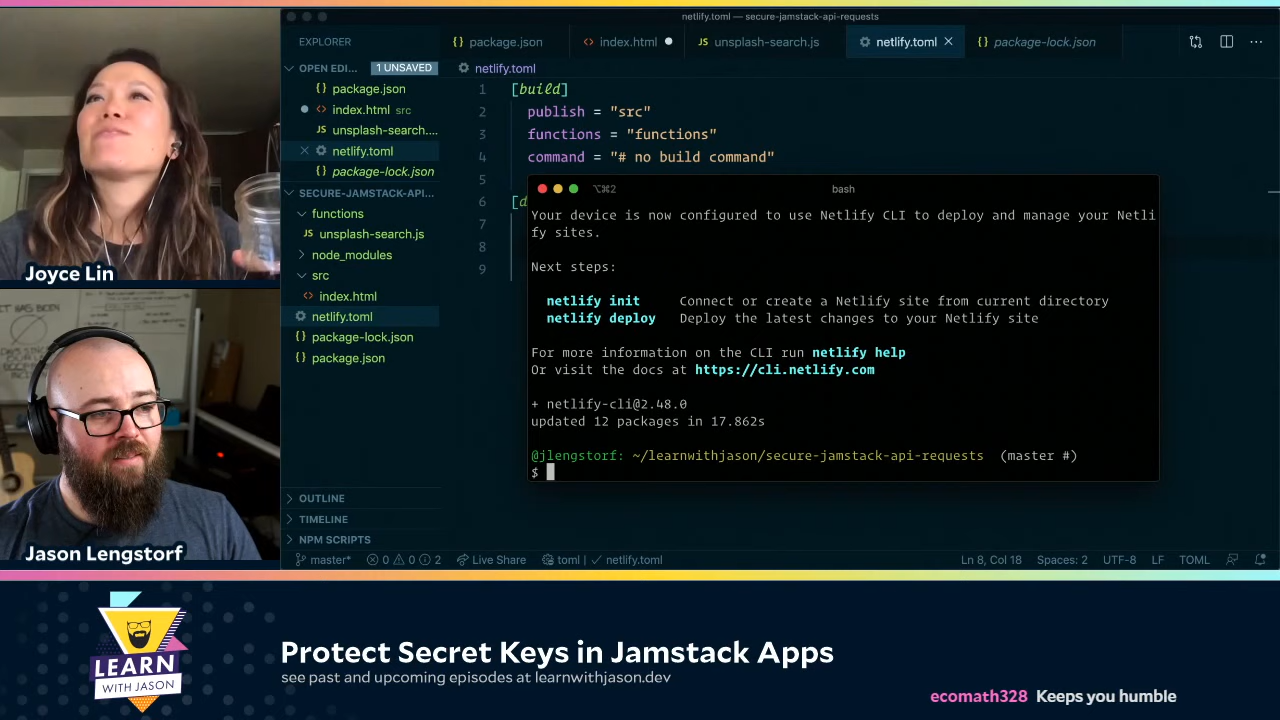 netlify.toml — secure-jamstack-api-requests
EXPLORER
{} package.json
<> index.html
JS unsplash-search.js
netlify.toml
{} package-lock.json
OPEN EDI... 1 UNSAVED
{} package.json
<> index.html src
JS unsplash-search....
netlify.toml
{} package-lock.json
SECURE-JAMSTACK-API...
functions
JS unsplash-search.js
node_modules
src
<> index.html
netlify.toml
{} package-lock.json
{} package.json
OUTLINE
TIMELINE
NPM SCRIPTS
netlify.toml
1 [build]
2 publish = "src"
3 functions = "functions"
4 command = "# no build command"
5
6 [d
7
8
9
⌥⌘2 bash
Your device is now configured to use Netlify CLI to deploy and manage your Netli
fy sites.
Next steps:
netlify init Connect or create a Netlify site from current directory
netlify deploy Deploy the latest changes to your Netlify site
For more information on the CLI run netlify help
Or visit the docs at https://cli.netlify.com
+ netlify-cli@2.48.0
updated 12 packages in 17.862s
@jlengstorf: ~/learnwithjason/secure-jamstack-api-requests (master #)
$
master* 0 0 2 Live Share toml | ✓ netlify.toml Ln 8, Col 18 Spaces: 2 UTF-8 LF TOML
Joyce Lin
Jason Lengstorf
LEARN
WITH JASON
Protect Secret Keys in Jamstack Apps
see past and upcoming episodes at learnwithjason.dev
ecomath328 Keeps you humble